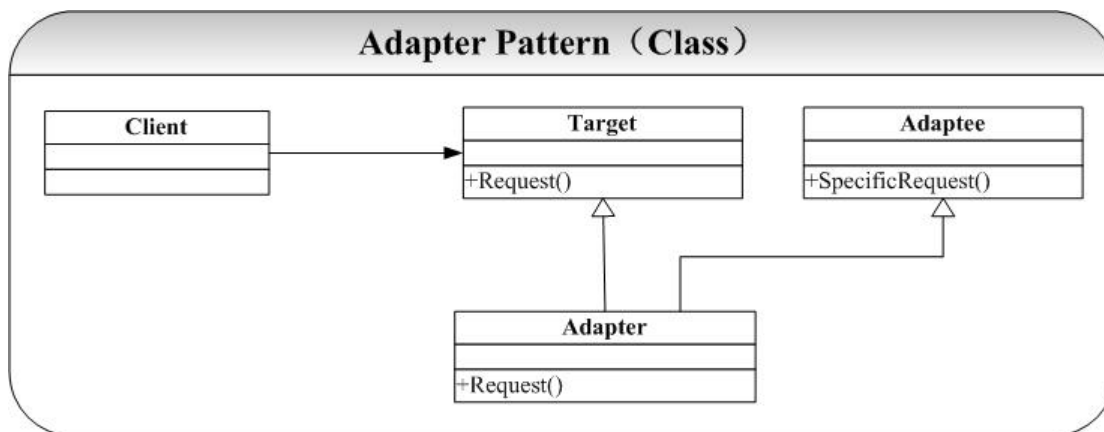 Adapter Pattern（Class）
Client
Target
+Request()
Adaptee
+SpecificRequest()
Adapter
+Request()